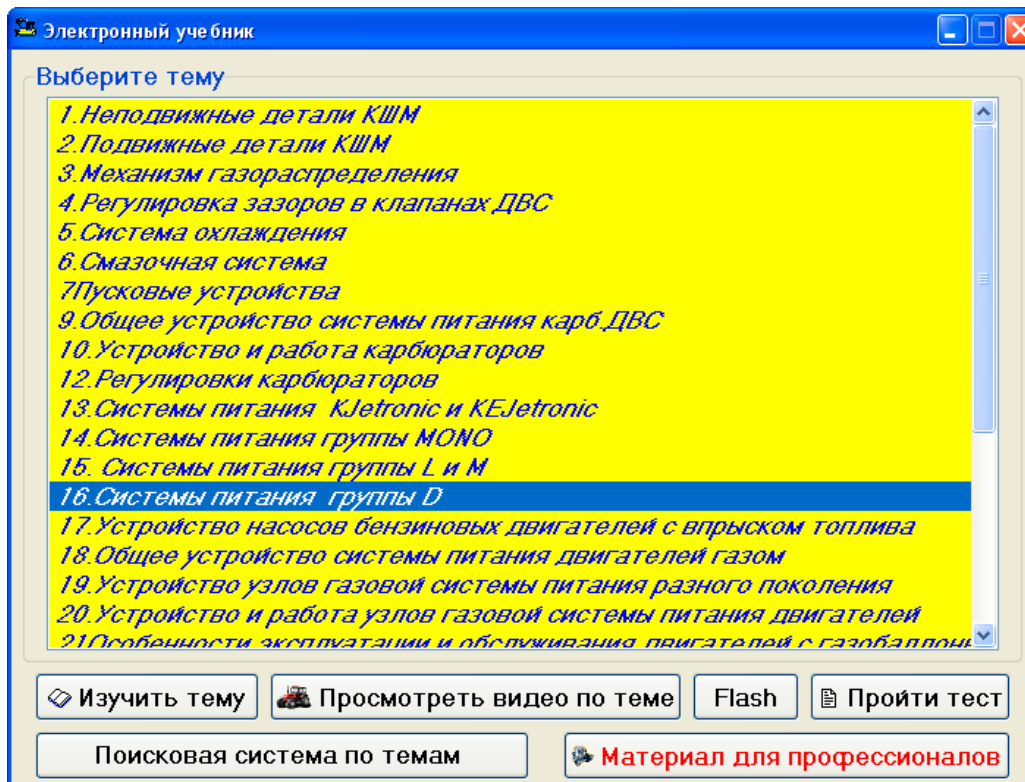 Электронный учебник
Выберите тему
1.Неподвижные детали КШМ
2.Подвижные детали КШМ
3.Механизм газораспределения
4.Регулировка зазоров в клапанах ДВС
5.Система охлаждения
6.Смазочная система
7Пусковые устройства
9.Общее устройство системы питания карб.ДВС
10.Устройство и работа карбюраторов
12.Регулировки карбюраторов
13.Системы питания KJetronic и KEJetronic
14.Системы питания группы MONO
15. Системы питания группы L и M
16.Системы питания группы D
17.Устройство насосов бензиновых двигателей с впрыском топлива
18.Общее устройство системы питания двигателей газом
19.Устройство узлов газовой системы питания разного поколения
20.Устройство и работа узлов газовой системы питания двигателей
21Особенности эксплуатации и обслуживания двигателей с газобаллонн
Изучить тему Просмотреть видео по теме Flash Пройти тест
Поисковая система по темам Материал для профессионалов